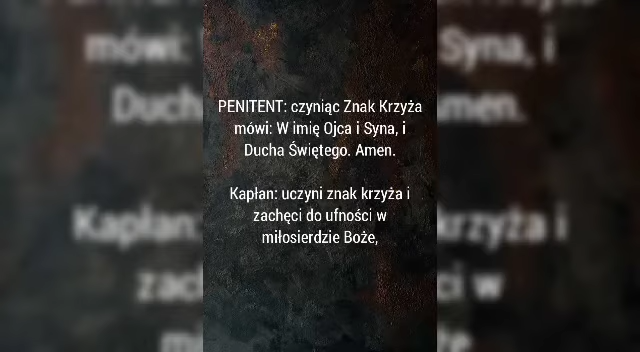 PENITENT: czyniąc Znak Krzyża
mówi: W imię Ojca i Syna, i
Ducha Świętego. Amen.
Kapłan: uczyni znak krzyża i
zachęci do ufności w
miłosierdzie Boże,